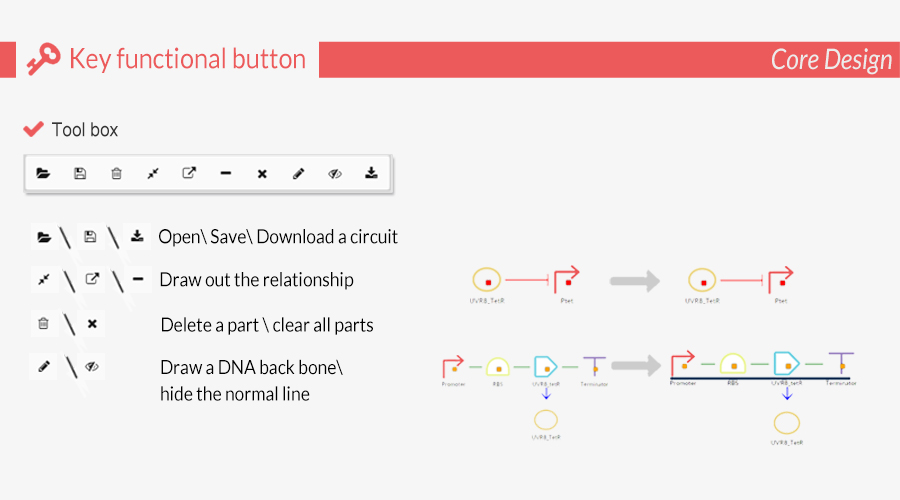 Key functional button
Core Design
Tool box
Open\ Save\ Download a circuit
Draw out the relationship
Delete a part \ clear all parts
Draw a DNA back bone\
hide the normal line
UVR8_TetR
Ptet
UVR8_TetR
Ptet
Promoter
RBS
UVR8_tetR
Terminator
UVR8_TetR
Promoter
RBS
UVR8_tetR
Terminator
UVR8_TetR